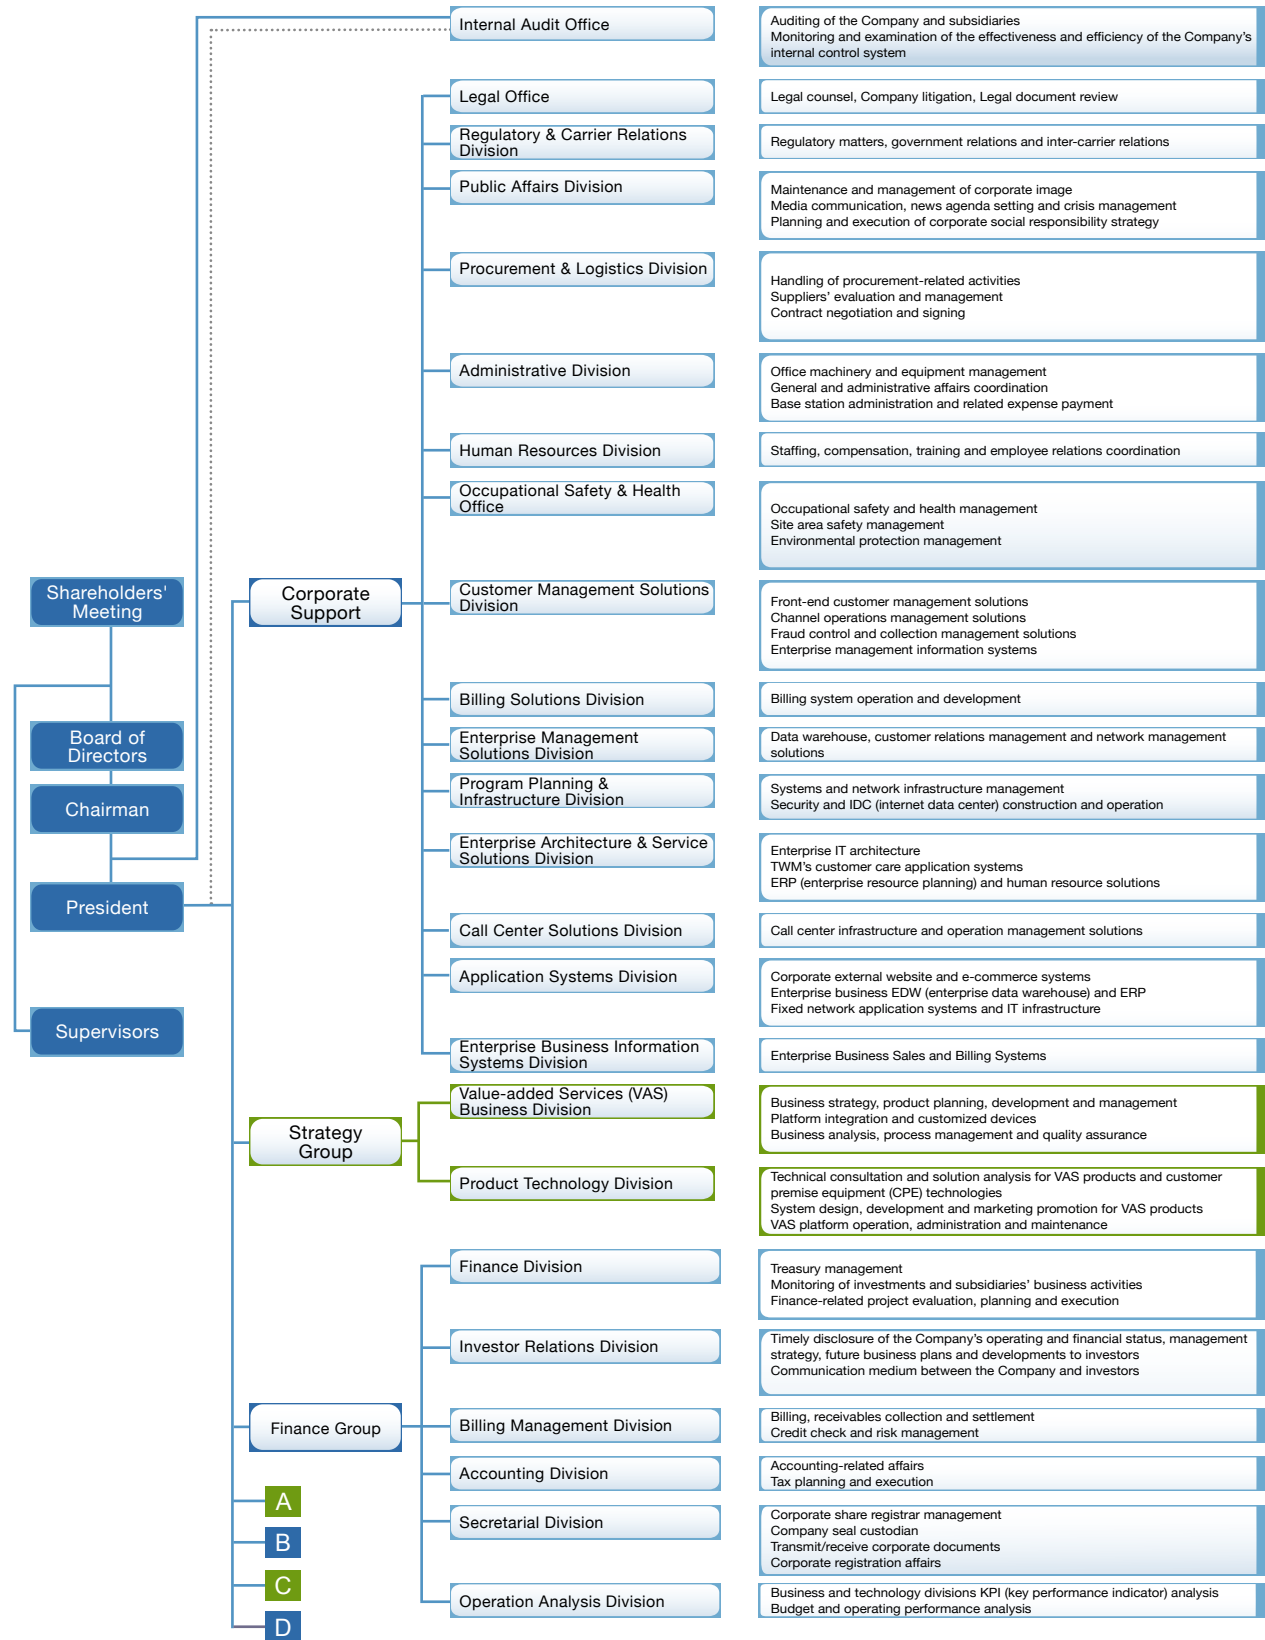 Internal Audit Office
Auditing of the Company and subsidiaries
Monitoring and examination of the effectiveness and efficiency of the Company’s
internal control system
Legal Office
Legal counsel, Company litigation, Legal document review
Regulatory & Carrier Relations
Division
Regulatory matters, government relations and inter-carrier relations
Public Affairs Division
Maintenance and management of corporate image
Media communication, news agenda setting and crisis management
Planning and execution of corporate social responsibility strategy
Procurement & Logistics Division
Handling of procurement-related activities
Suppliers’ evaluation and management
Contract negotiation and signing
Administrative Division
Office machinery and equipment management
General and administrative affairs coordination
Base station administration and related expense payment
Human Resources Division
Staffing, compensation, training and employee relations coordination
Occupational Safety & Health
Office
Occupational safety and health management
Site area safety management
Environmental protection management
Shareholders'
Meeting
Corporate
Support
Customer Management Solutions
Division
Front-end customer management solutions
Channel operations management solutions
Fraud control and collection management solutions
Enterprise management information systems
Billing Solutions Division
Billing system operation and development
Board of
Directors
Enterprise Management
Solutions Division
Data warehouse, customer relations management and network management
solutions
Chairman
Program Planning &
Infrastructure Division
Systems and network infrastructure management
Security and IDC (internet data center) construction and operation
Enterprise Architecture & Service
Solutions Division
Enterprise IT architecture
TWM’s customer care application systems
ERP (enterprise resource planning) and human resource solutions
President
Call Center Solutions Division
Call center infrastructure and operation management solutions
Application Systems Division
Corporate external website and e-commerce systems
Enterprise business EDW (enterprise data warehouse) and ERP
Fixed network application systems and IT infrastructure
Supervisors
Enterprise Business Information
Systems Division
Enterprise Business Sales and Billing Systems
Strategy
Group
Value-added Services (VAS)
Business Division
Business strategy, product planning, development and management
Platform integration and customized devices
Business analysis, process management and quality assurance
Product Technology Division
Technical consultation and solution analysis for VAS products and customer
premise equipment (CPE) technologies
System design, development and marketing promotion for VAS products
VAS platform operation, administration and maintenance
Finance Division
Treasury management
Monitoring of investments and subsidiaries’ business activities
Finance-related project evaluation, planning and execution
Investor Relations Division
Timely disclosure of the Company’s operating and financial status, management
strategy, future business plans and developments to investors
Communication medium between the Company and investors
Finance Group
Billing Management Division
Billing, receivables collection and settlement
Credit check and risk management
Accounting Division
Accounting-related affairs
Tax planning and execution
Secretarial Division
Corporate share registrar management
Company seal custodian
Transmit/receive corporate documents
Corporate registration affairs
Operation Analysis Division
Business and technology divisions KPI (key performance indicator) analysis
Budget and operating performance analysis
A
B
C
D